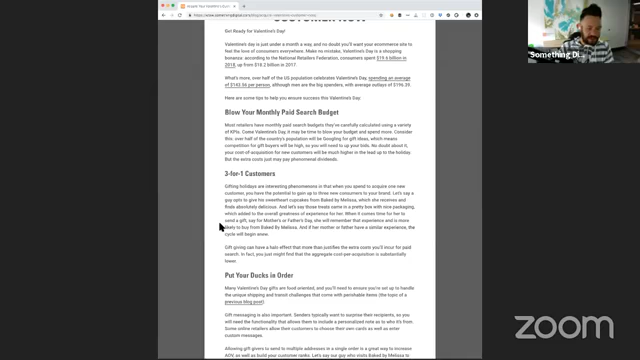 Get Ready for Valentine's Day!
Valentine's day is just under a month a way, and no doubt you'll want your ecommerce site to
feel the love of consumers everywhere. Make no mistake, Valentine's Day is a shopping
bonanza: according to the National Retailers Federation, consumers spent $19.6 billion in
2018, up from $18.2 billion in 2017.
What's more, over half of the US population celebrates Valentine's Day, spending an average
of $143.56 per person, although men are the big spenders, with average outlays of $196.39.
Here are some tips to help you ensure success this Valentine's Day:
Blow Your Monthly Paid Search Budget
Most retailers have monthly paid search budgets they've carefully calculated using a variety
of KPIs. Come Valentine's Day, it may be time to blow your budget and spend more. Consider
this: over half of the country's population will be Googling for gift ideas, which means
competition for gift buyers will be high, so you will need to up your bids. No doubt about it,
your cost-of-acquisition for new customers will be much higher in the lead up to the holiday.
But the extra costs just may pay phenomenal dividends.
3-for-1 Customers
Gifting holidays are interesting phenomenons in that when you spend to acquire one new
customer, you have the potential to gain up to three new customers to your brand. Let's say a
guy opts to give his sweetheart cupcakes from Baked By Melissa, which she receives and
finds absolutely delicious. And let's say those treats came in a pretty box with nice packaging,
which added to the overall greatness of experience for her. When it comes time for her to
send a gift, say for Mother's or Father's Day, she will remember that experience and is more
likely to buy from Baked By Melissa. And if her mother or father have a similar experience, the
cycle will begin anew.
Gift giving can have a halo effect that more than justifies the extra costs you'll incur for paid
search. In fact, you just might find that the aggregate cost-per-acquisition is substantially
lower.
Put Your Ducks in Order
Many Valentine's Day gifts are food-oriented, and you'll need to ensure you're set up to handle
the unique shipping and transit challenges that come with perishable items (the topic of a
previous blog post).
Gift messaging is also important. Senders typically want to surprise their recipients, so
you will need the functionality that allows them to include a personalized note as to who it's from.
Some online retailers allow their customers to choose their own cards as well as enter
custom messages.
Allowing gift givers to send to multiple addresses in a single order is a great way to increase
AOV, as well as build your customer ranks. Let's say our guy who visits Baked By Melissa to
Something Di...
zoom